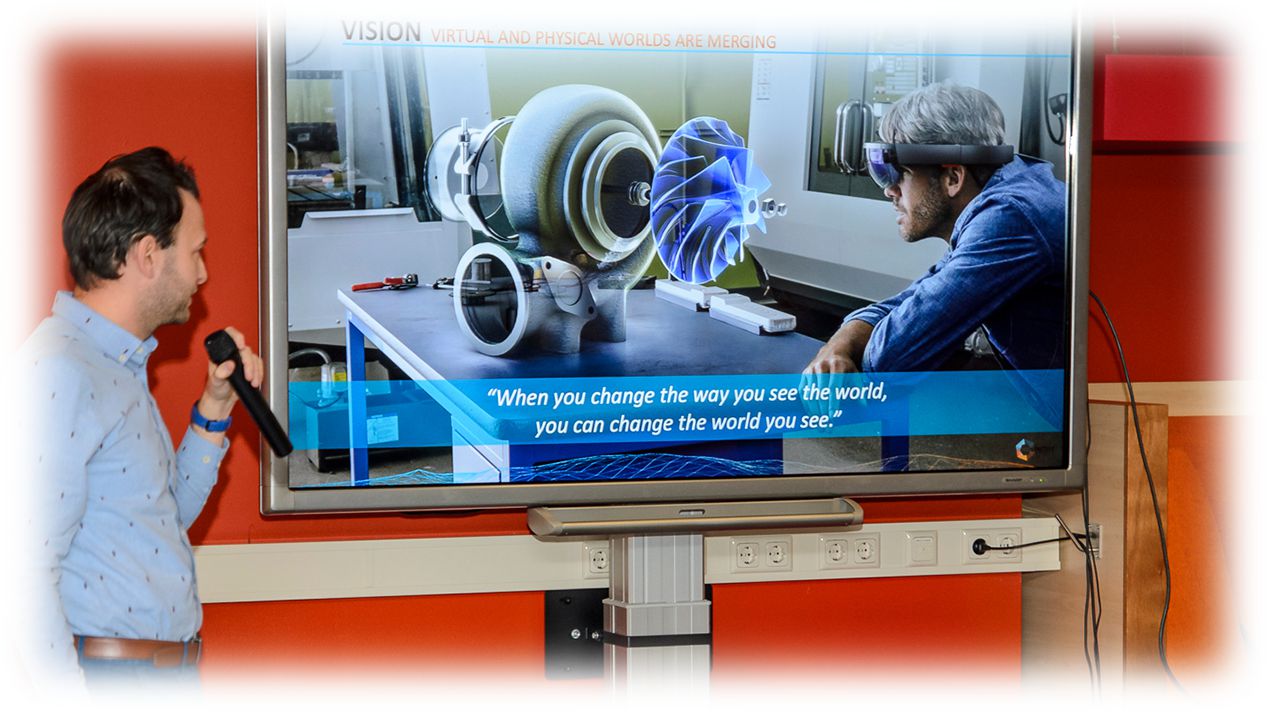 VISION VIRTUAL AND PHYSICAL WORLDS ARE MERGING
“When you change the way you see the world,
you can change the world you see.”
SHARP